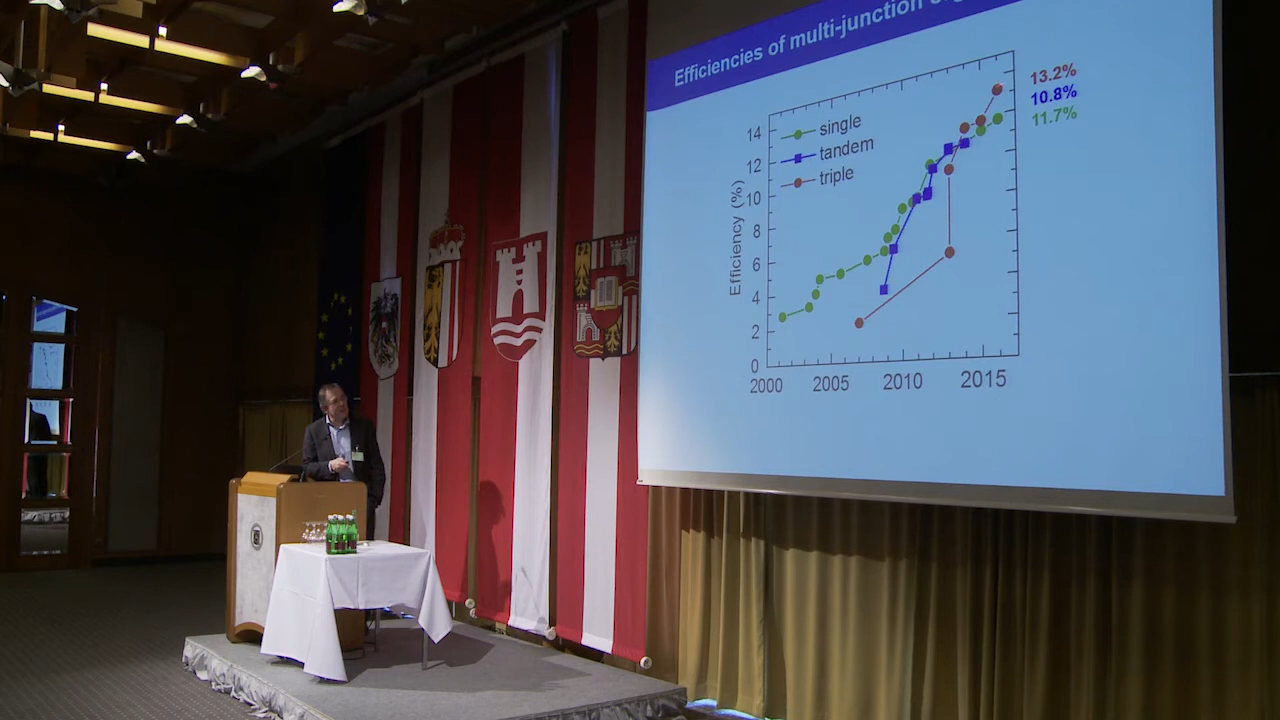 Efficiencies of multi-junction
13.2%
10.8%
11.7%
single
tandem
triple
Efficiency (%)
14
12
10
8
6
4
2
0
2000 2005 2010 2015